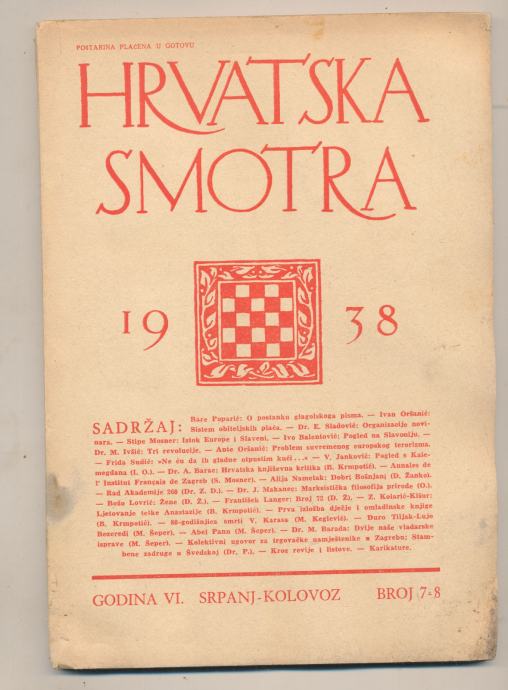 POŠTARINA PLAĆENA U GOTOVU
HRVATSKA
SMOTRA
19 38
SADRŽAJ: Bare Poparić: O postanku glagolskoga pisma. — Ivan Oršanić:
Sistem obiteljskih plaća. — Dr. E. Sladović: Organizacija novi-
nara. — Stipe Mosner: Istok Europe i Slaveni. — Ivo Balentović: Pogled na Slavoniju. —
Dr. M. Ivšić: Tri revolucije. — Ante Oršanić: Problem suvremenog europskog terorizma.
— Frida Sušić: »Ne ću da ih gladne otpustim kući . . .« — V. Janković: Pogled s Kale-
megdana (I. O.). — Dr. A. Barac: Hrvatska književna kritika (B. Krmpotić). — Annales de
l' Institut Français de Zagreb (S. Mosner). — Alija Nametak: Dobri Bošnjani (D. Žanko).
— Rad Akademije 260 (Dr. Z. D.). — Dr. J. Makanec: Marksistička filosofija prirode (O.).
— Božo Lovrić: Žene (D. Ž.). — František Langer: Broj 72 (D. Ž). — Z. Kolarić-Kišur:
Ljetovanje tetke Anastazije (B. Krmpotić). — Prva izložba dječje i omladinske knjige
(B. Krmpotić). — 80-godišnjica smrti V. Karasa (M. Keglević). — Đuro Tiljak-Lujo
Bezeredi (M. Šeper). — Abel Pann (M. Šeper). — Dr. M. Barada: Dvije naše vladarske
isprave (M. Šeper). — Kolektivni ugovor za trgovačke namještenike u Zagrebu; Stam-
bene zadruge u Švedskoj (Dr. P.). — Kroz revije i listove. — Karikature.
GODINA VI. SRPANJ-KOLOVOZ BROJ 7-8